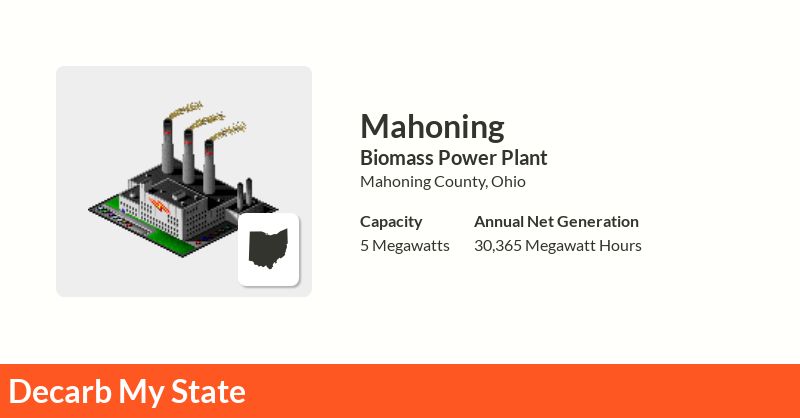 Mahoning
Biomass Power Plant
Mahoning County, Ohio
Capacity
Annual Net Generation
5 Megawatts
30,365 Megawatt Hours
Decarb My State